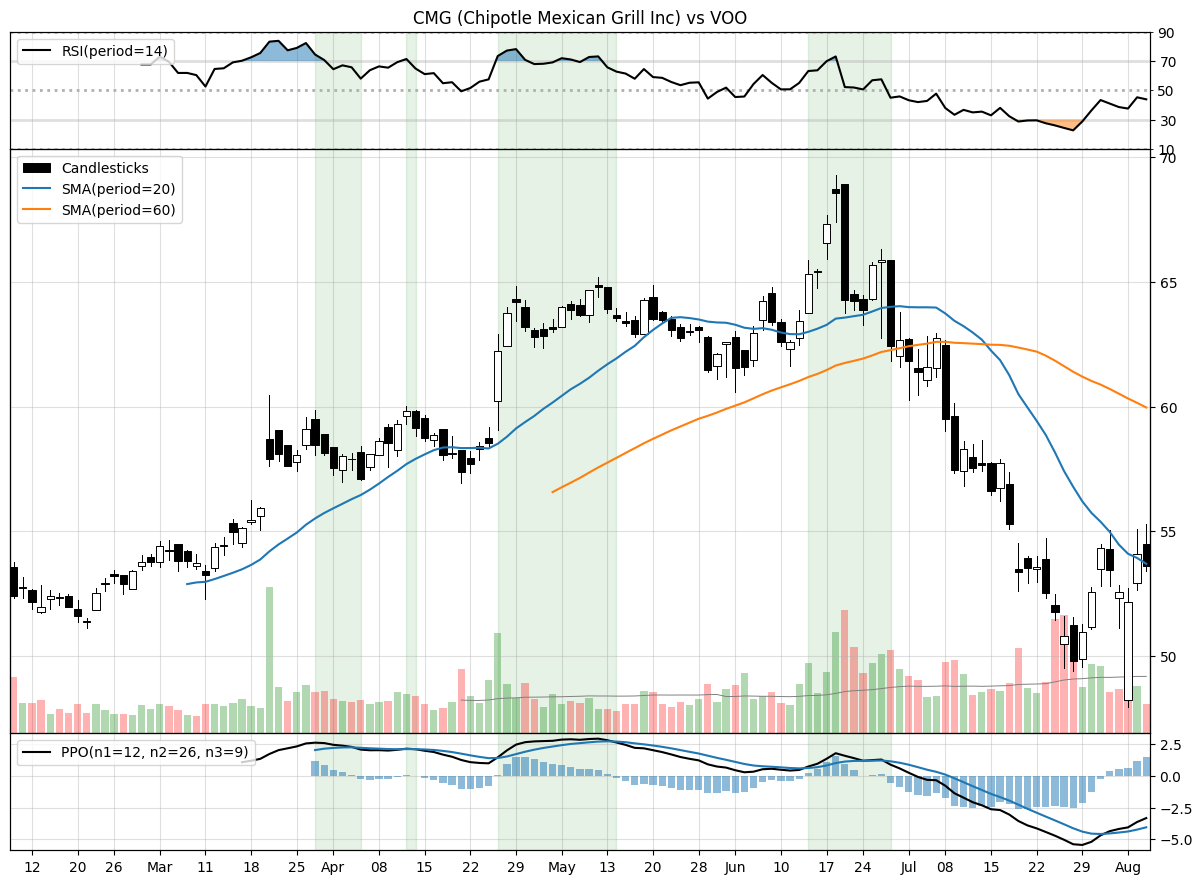 CMG (Chipotle Mexican Grill Inc) vs VOO
RSI(period=14)
90
70
50
30
10
Candlesticks
SMA(period=20)
SMA(period=60)
70
65
60
55
50
PPO(n1=12, n2=26, n3=9)
2.5
0.0
−2.5
−5.0
12 20 26 Mar 11 18 25 Apr 08 15 22 29 May 13 20 28 Jun 10 17 24 Jul 08 15 22 29 Aug